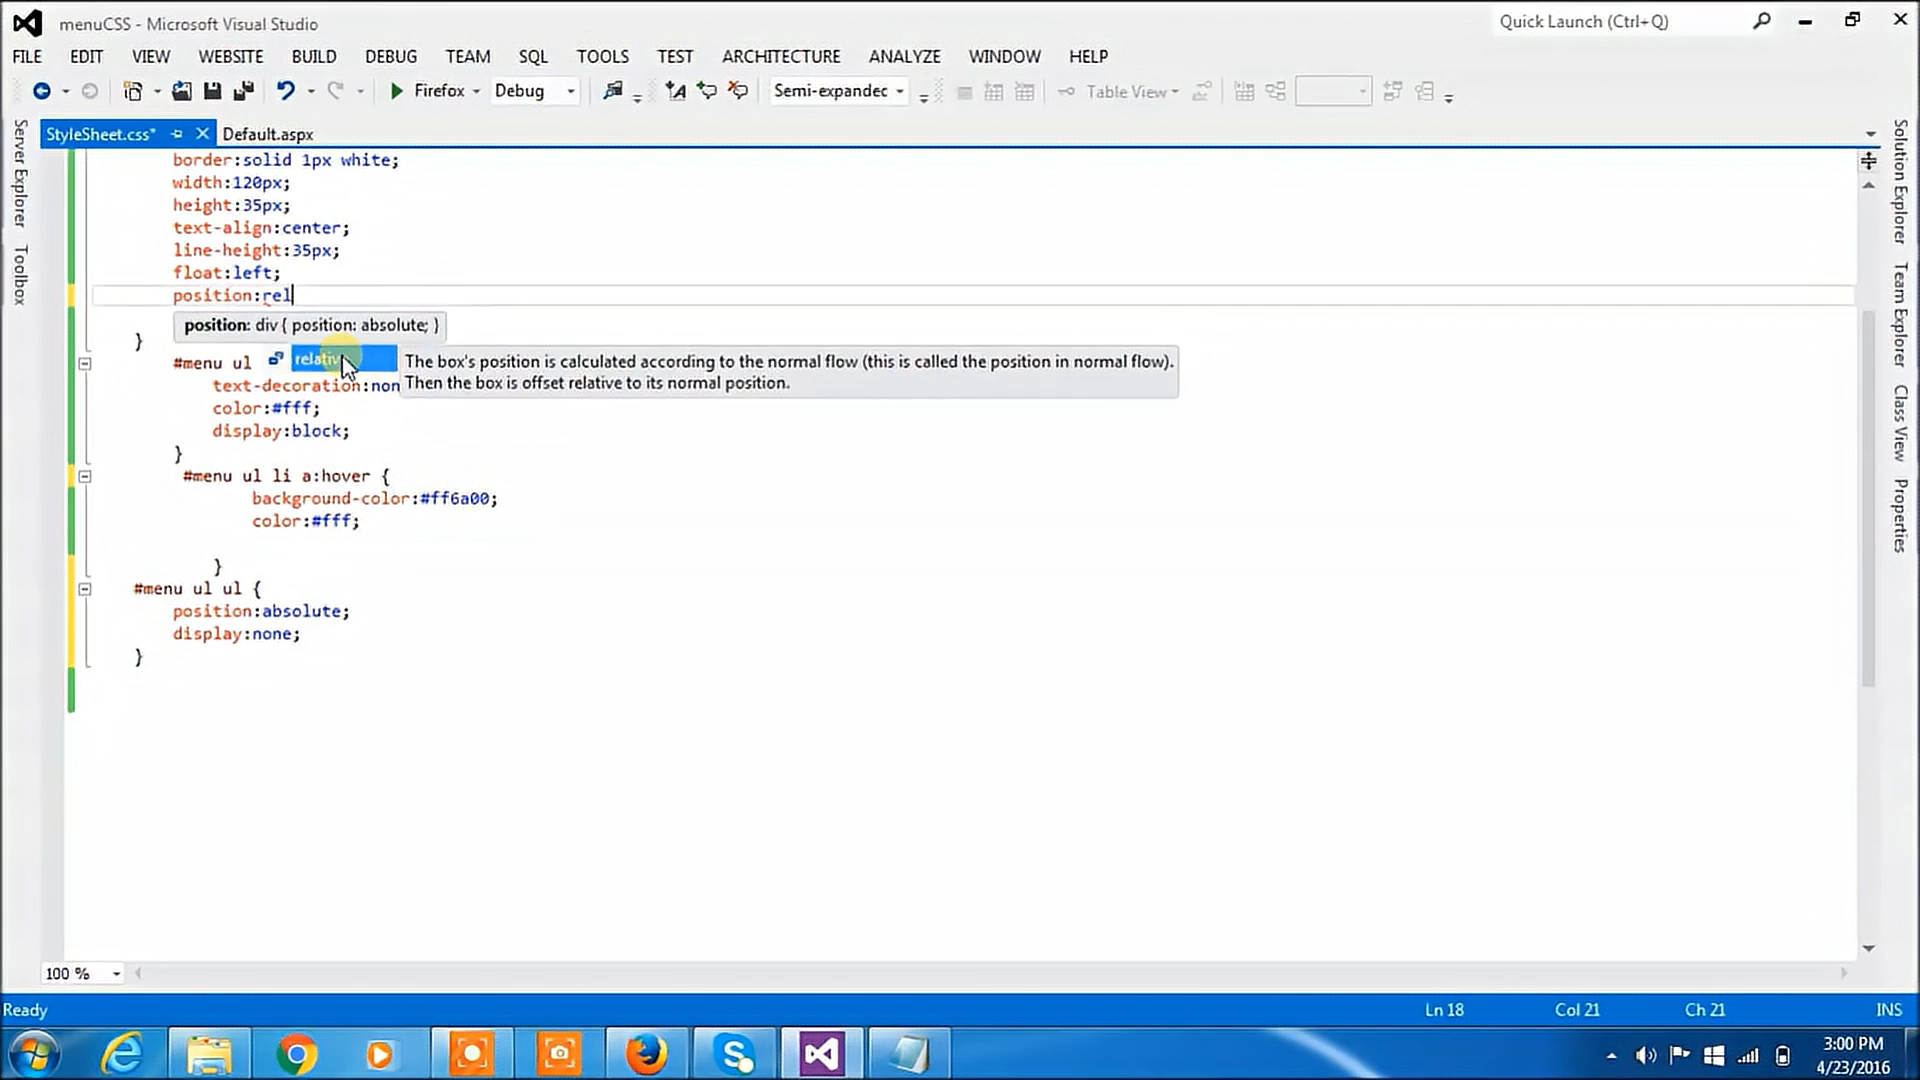 menuCSS - Microsoft Visual Studio
Quick Launch (Ctrl+Q)
FILE EDIT VIEW WEBSITE BUILD DEBUG TEAM SQL TOOLS TEST ARCHITECTURE ANALYZE WINDOW HELP
Firefox Debug Semi-expandec Table View
StyleSheet.css* Default.aspx
Server Explorer
Toolbox
border:solid 1px white;
width:120px;
height:35px;
text-align:center;
line-height:35px;
float:left;
position:rel
position: div { position: absolute; }
}
#menu ul
relativ
The box's position is calculated according to the normal flow (this is called the position in normal flow).
Then the box is offset relative to its normal position.
text-decoration:non
color:#fff;
display:block;
}
#menu ul li a:hover {
background-color:#ff6a00;
color:#fff;
}
#menu ul ul {
position:absolute;
display:none;
}
Solution Explorer
Team Explorer
Class View
Properties
100 %
Ready
Ln 18 Col 21 Ch 21 INS
3:00 PM
4/23/2016